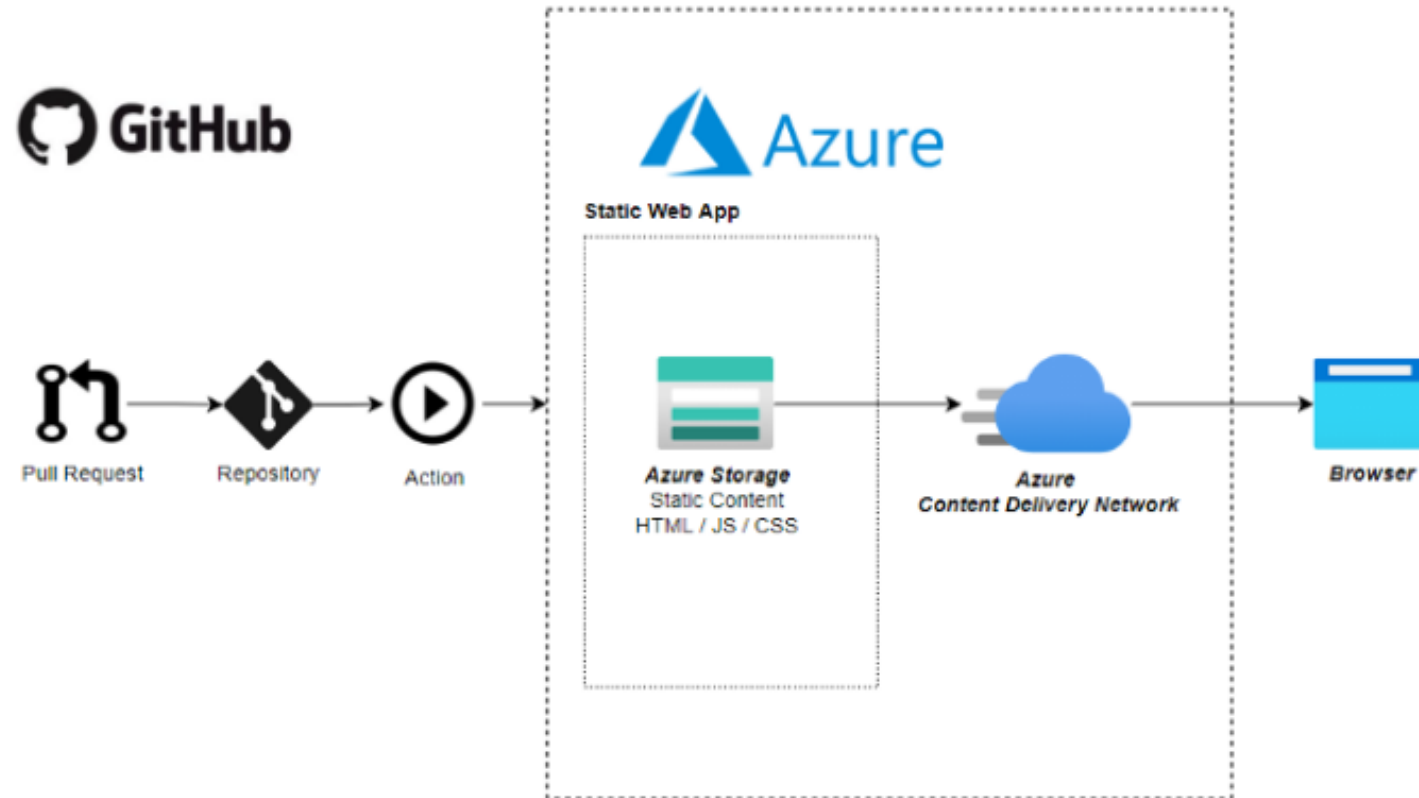 GitHub
Azure
Static Web App
Pull Request
Repository
Action
Azure Storage
Static Content
HTML / JS / CSS
Azure
Content Delivery Network
Browser